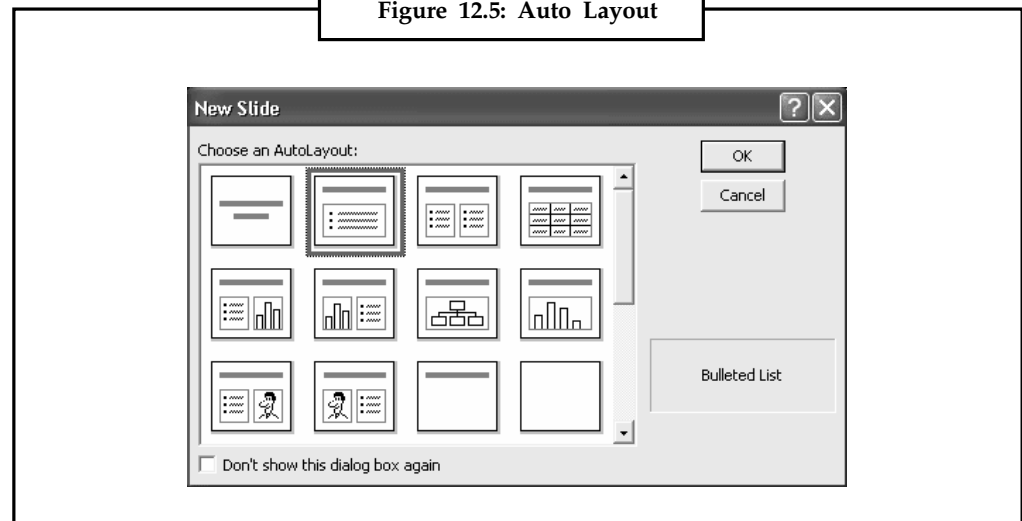 Figure 12.5: Auto Layout
New Slide
Choose an AutoLayout:
OK
Cancel
Bulleted List
Don't show this dialog box again